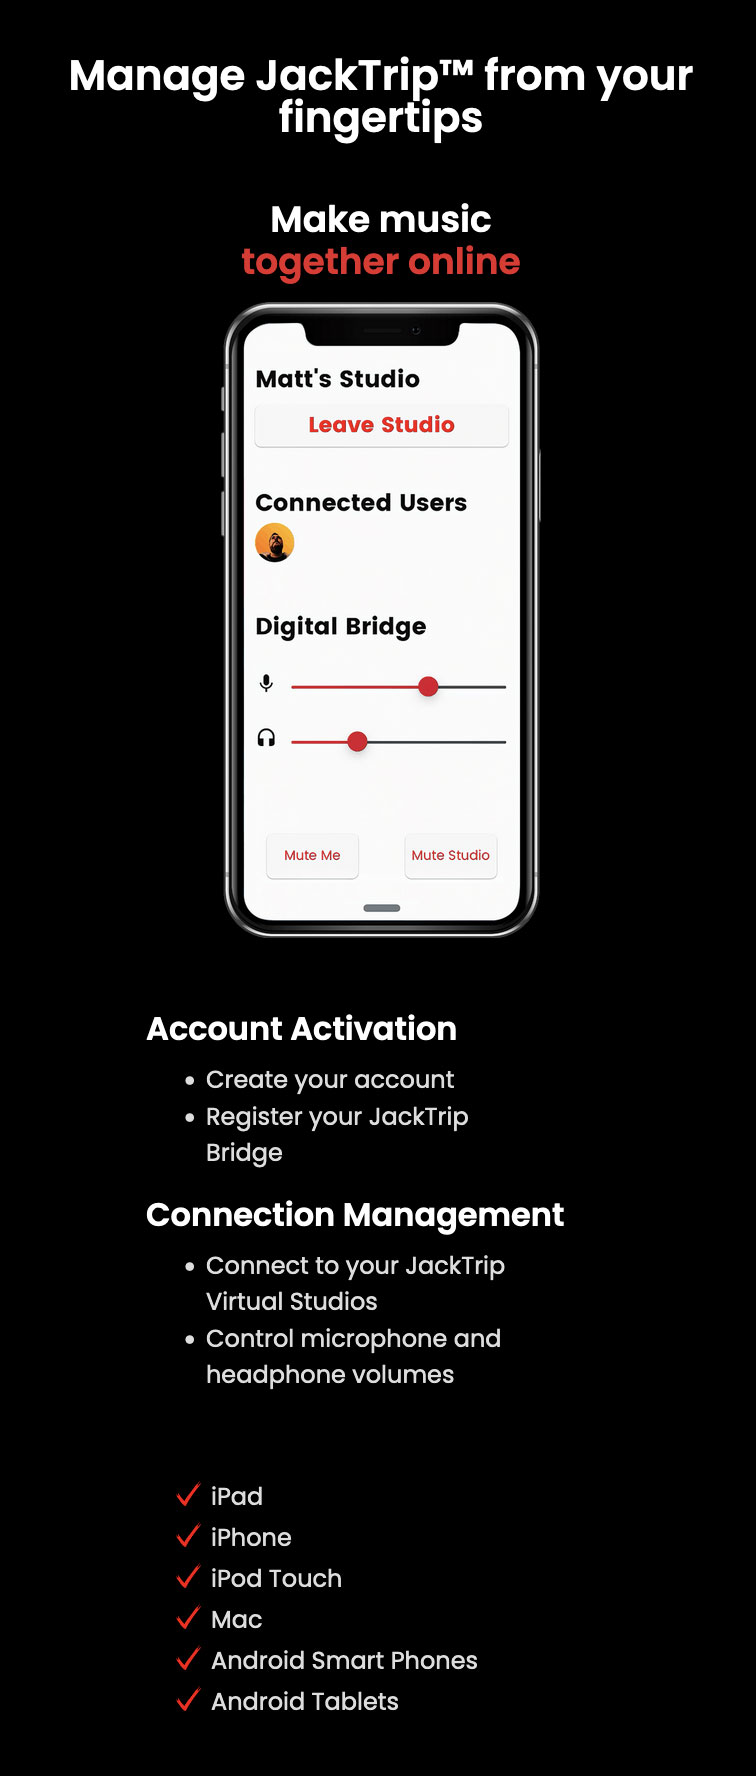 Manage JackTrip™ from your
fingertips
Make music
together online
Matt's Studio
Leave Studio
Connected Users
Digital Bridge
Mute Me
Mute Studio
Account Activation
• Create your account
• Register your JackTrip
Bridge
Connection Management
• Connect to your JackTrip
Virtual Studios
• Control microphone and
headphone volumes
iPad
iPhone
iPod Touch
Mac
Android Smart Phones
Android Tablets